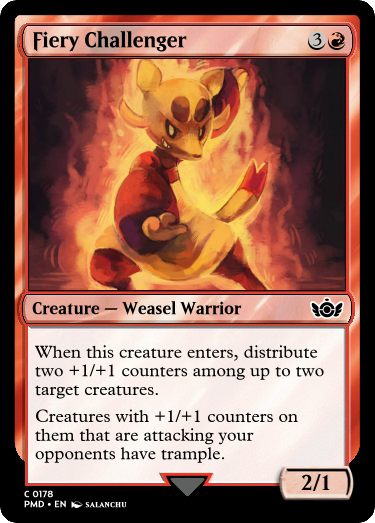 Fiery Challenger 3
Creature — Weasel Warrior
When this creature enters, distribute
two +1/+1 counters among up to two
target creatures.
Creatures with +1/+1 counters on
them that are attacking your
opponents have trample.
2/1
C 0178
PMD • EN SALANCHU